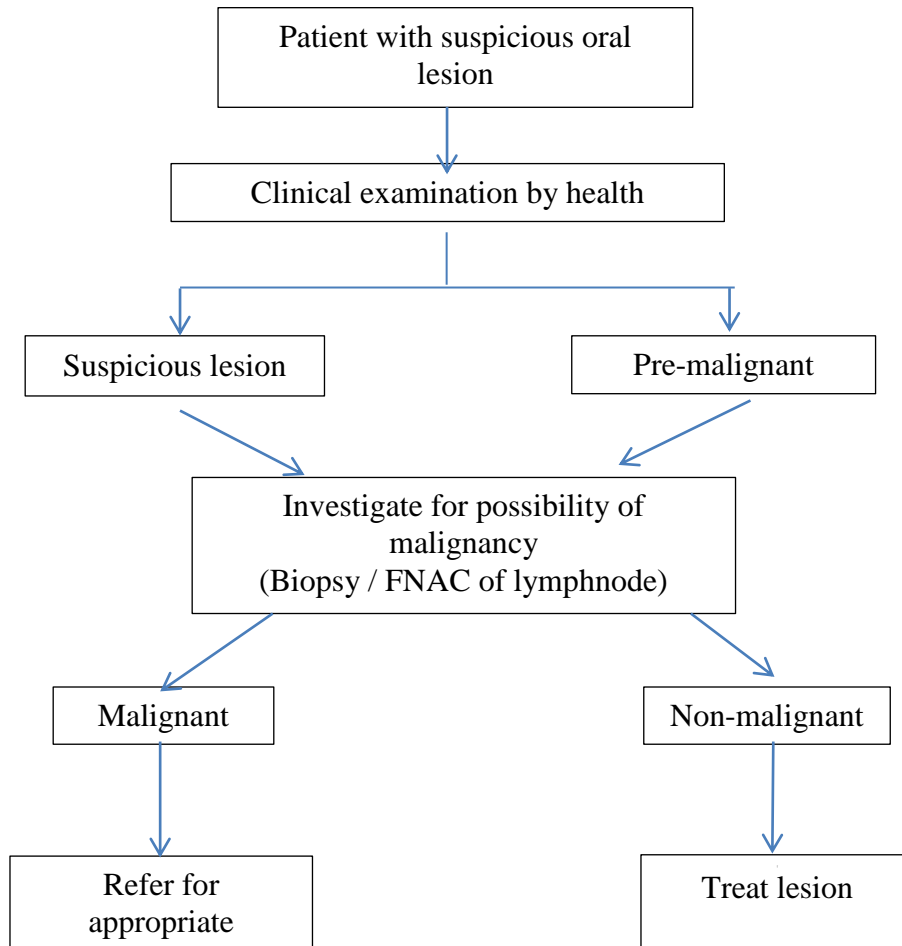 Patient with suspicious oral
lesion
Clinical examination by health
Suspicious lesion
Pre-malignant
Investigate for possibility of
malignancy
(Biopsy / FNAC of lymphnode)
Malignant
Non-malignant
Refer for
appropriate
Treat lesion